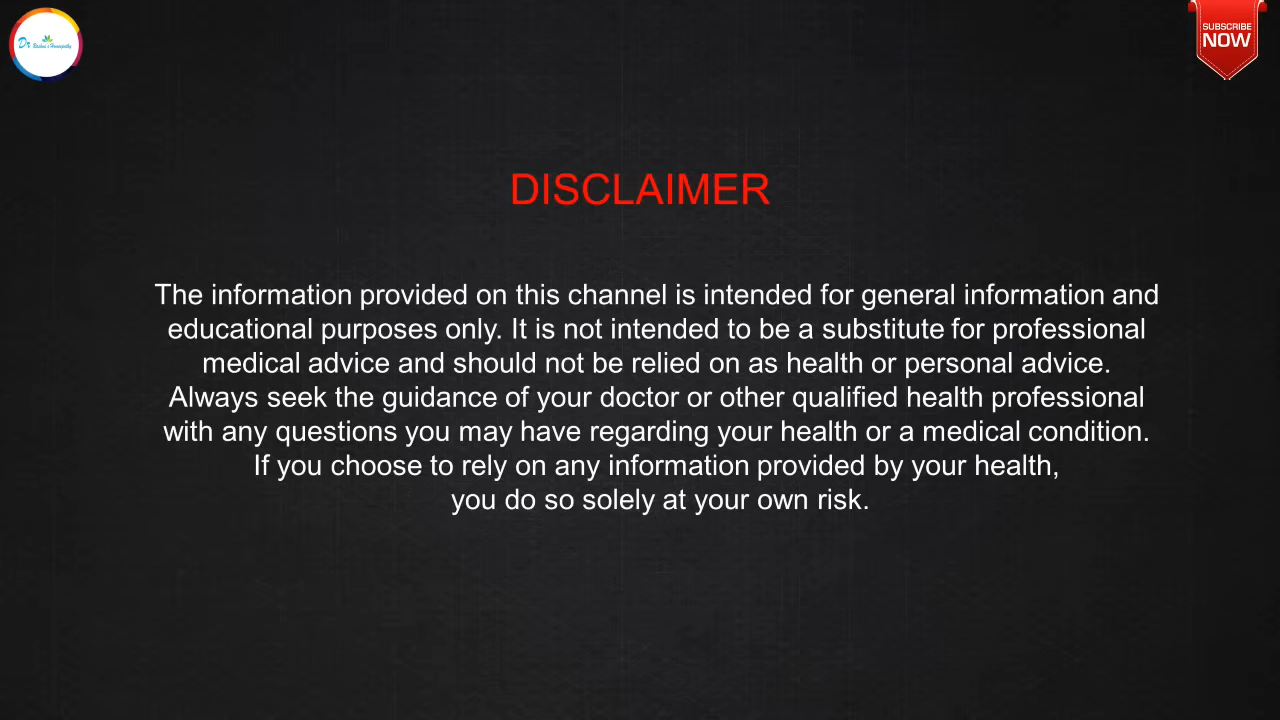 Dr
SUBSCRIBE
NOW
DISCLAIMER
The information provided on this channel is intended for general information and
educational purposes only. It is not intended to be a substitute for professional
medical advice and should not be relied on as health or personal advice.
Always seek the guidance of your doctor or other qualified health professional
with any questions you may have regarding your health or a medical condition.
If you choose to rely on any information provided by your health,
you do so solely at your own risk.